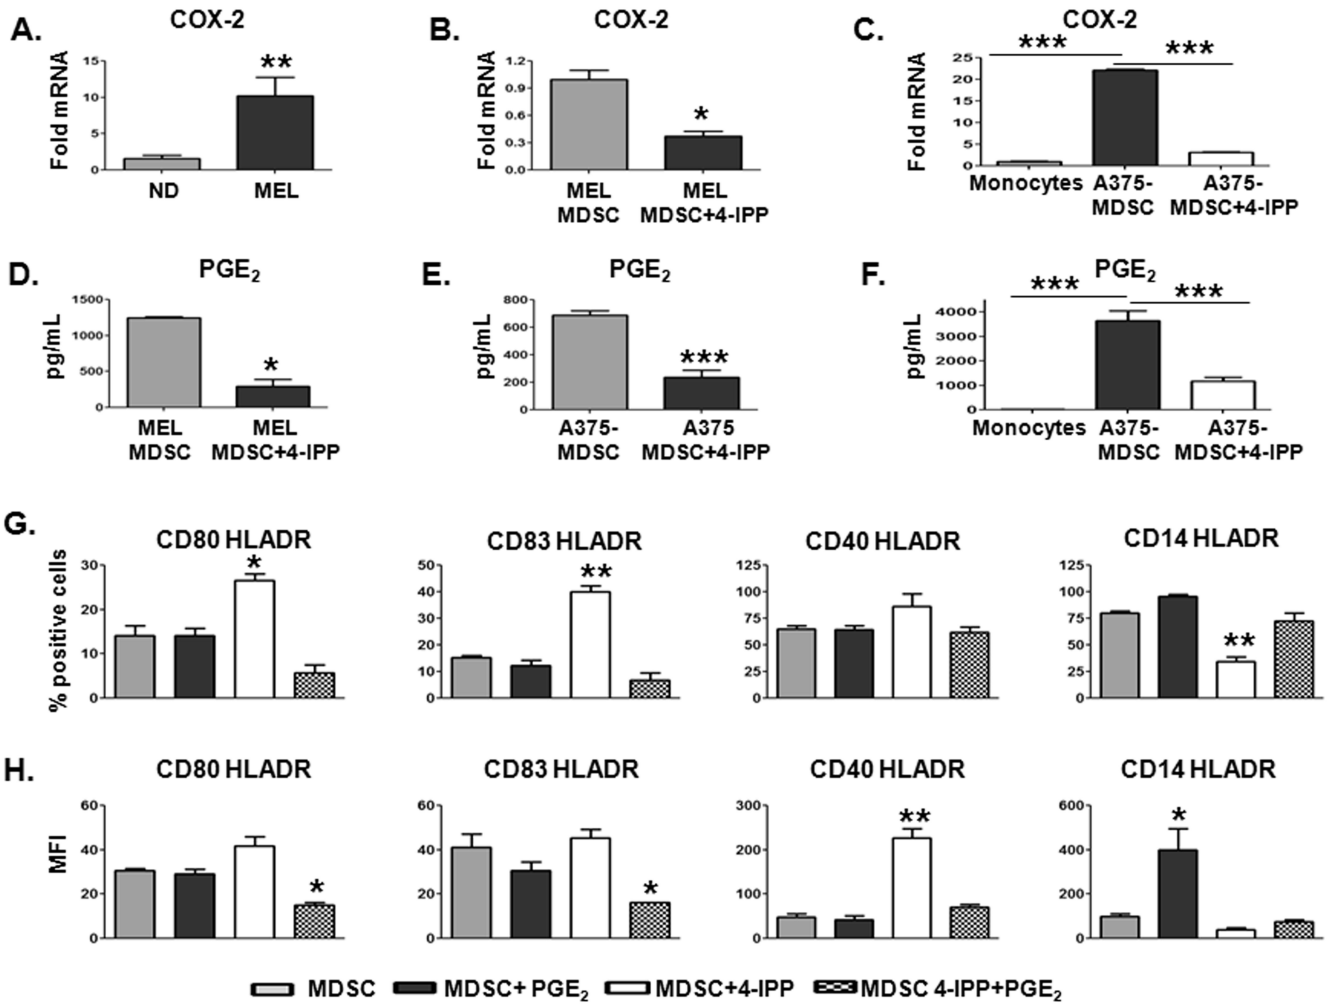 A.
COX-2
Fold mRNA
15
10
5
0
**
ND
MEL
B.
COX-2
Fold mRNA
1.2
0.9
0.6
0.3
0.0
*
MEL
MDSC
MEL
MDSC+4-IPP
C.
COX-2
Fold mRNA
25
20
15
10
5
0
***
***
Monocytes
A375-
MDSC
A375-
MDSC+4-IPP
D.
PGE2
pg/mL
1500
1000
500
0
*
MEL
MDSC
MEL
MDSC+4-IPP
E.
PGE2
pg/mL
800
600
400
200
0
***
A375-
MDSC
A375
MDSC+4-IPP
F.
PGE2
pg/mL
4000
3000
2000
1000
0
***
***
Monocytes
A375-
MDSC
A375-
MDSC+4-IPP
G.
% positive cells
CD80 HLADR
30
20
10
0
*
CD83 HLADR
50
40
30
20
10
0
**
CD40 HLADR
125
100
75
50
25
0
CD14 HLADR
125
100
75
50
25
0
**
H.
MFI
CD80 HLADR
60
40
20
0
*
CD83 HLADR
60
40
20
0
*
CD40 HLADR
300
200
100
0
**
CD14 HLADR
600
400
200
0
*
MDSC
MDSC+ PGE2
MDSC+4-IPP
MDSC 4-IPP+PGE2